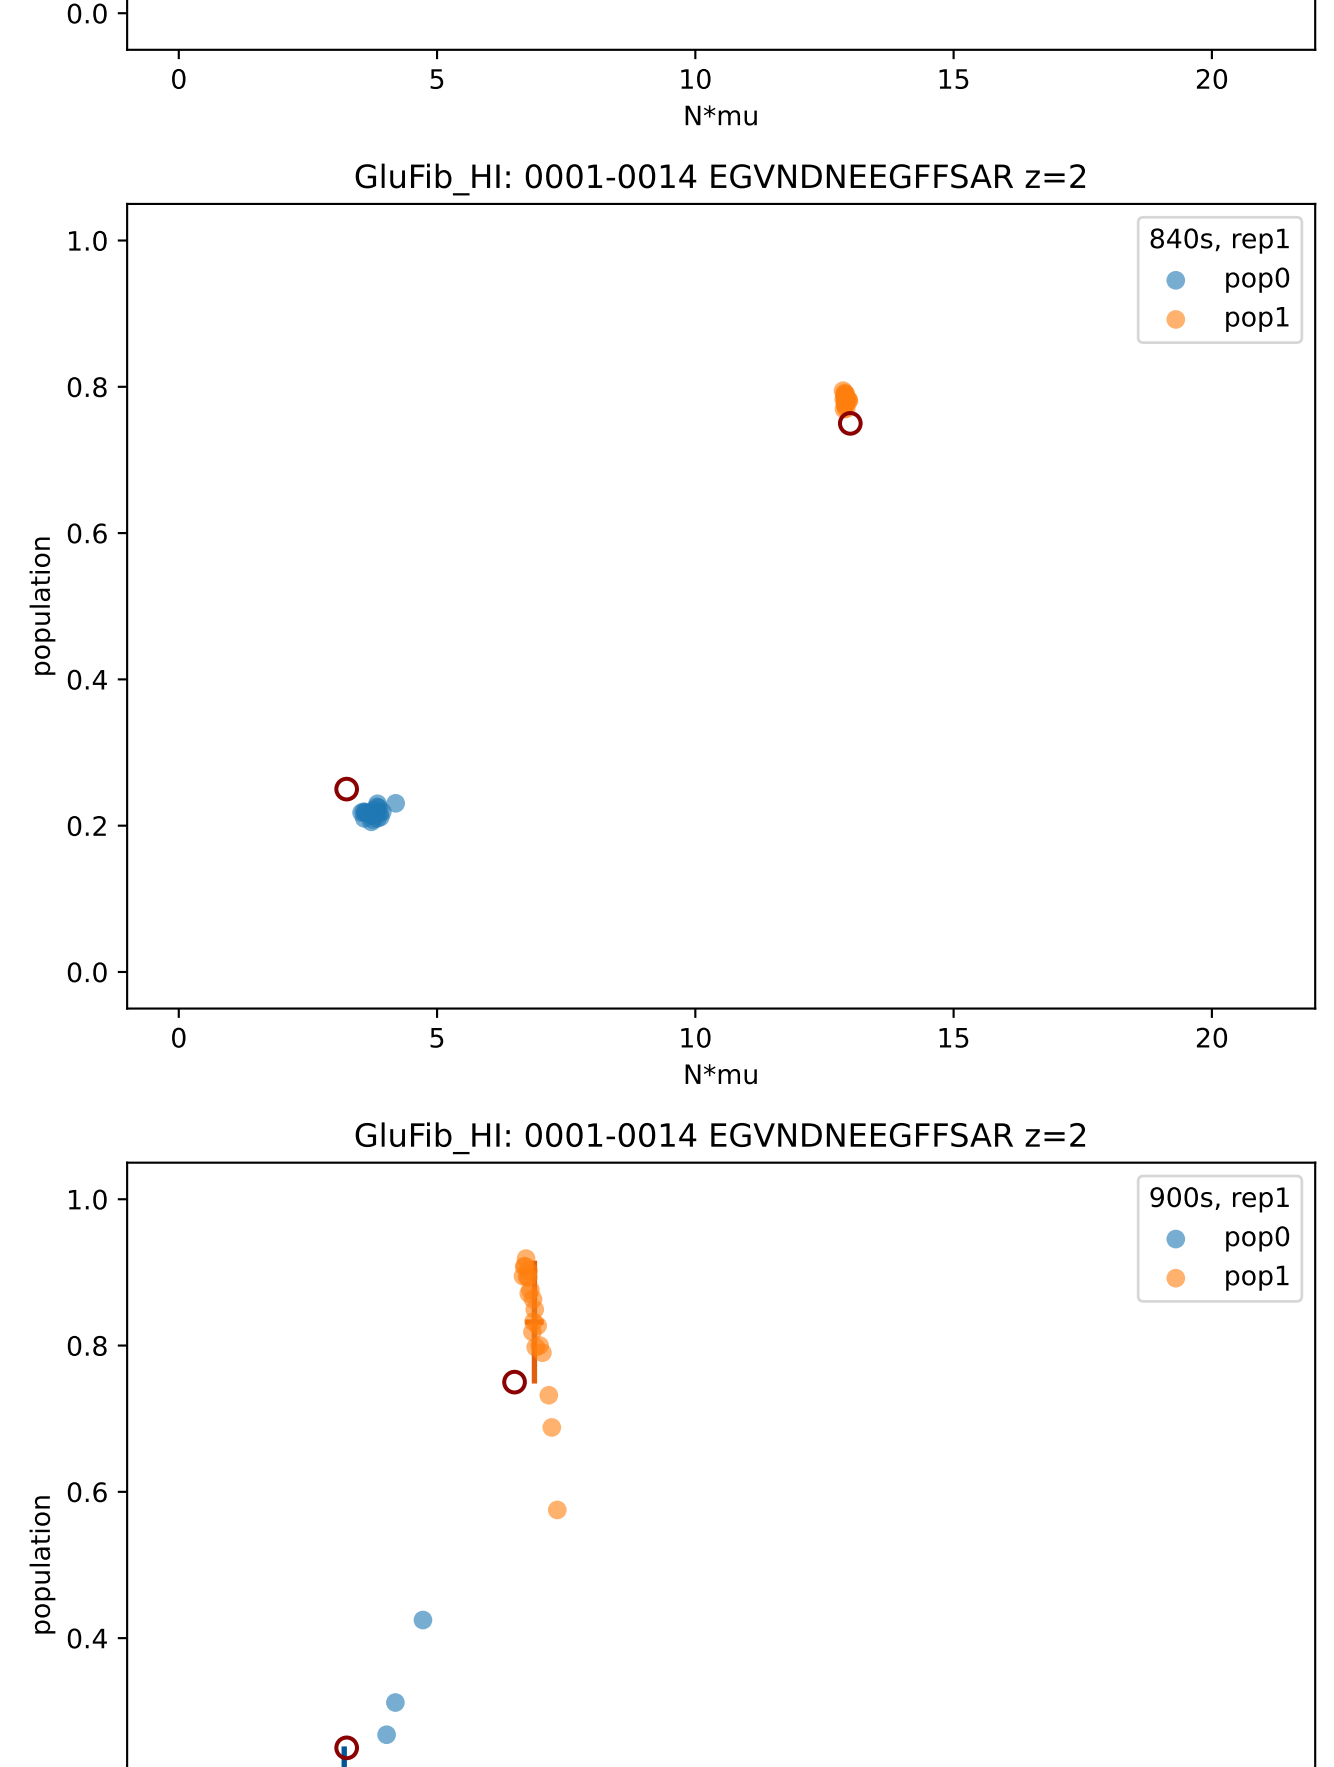 0.0
0 5 10 15 20
N*mu
GluFib_HI: 0001-0014 EGVNDNEEGFFSAR z=2
840s, rep1
pop0
pop1
1.0
0.8
0.6
0.4
0.2
0.0
population
0 5 10 15 20
N*mu
GluFib_HI: 0001-0014 EGVNDNEEGFFSAR z=2
900s, rep1
pop0
pop1
1.0
0.8
0.6
0.4
population